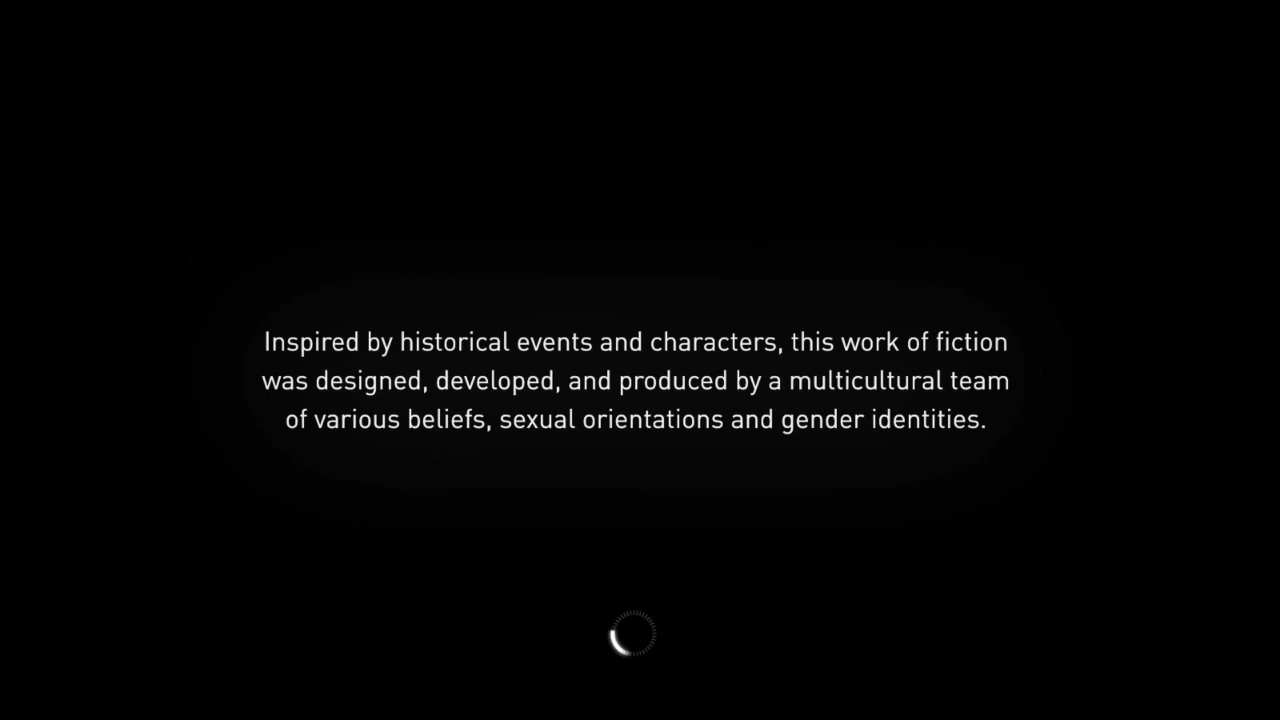 Inspired by historical events and characters, this work of fiction
was designed, developed, and produced by a multicultural team
of various beliefs, sexual orientations and gender identities.